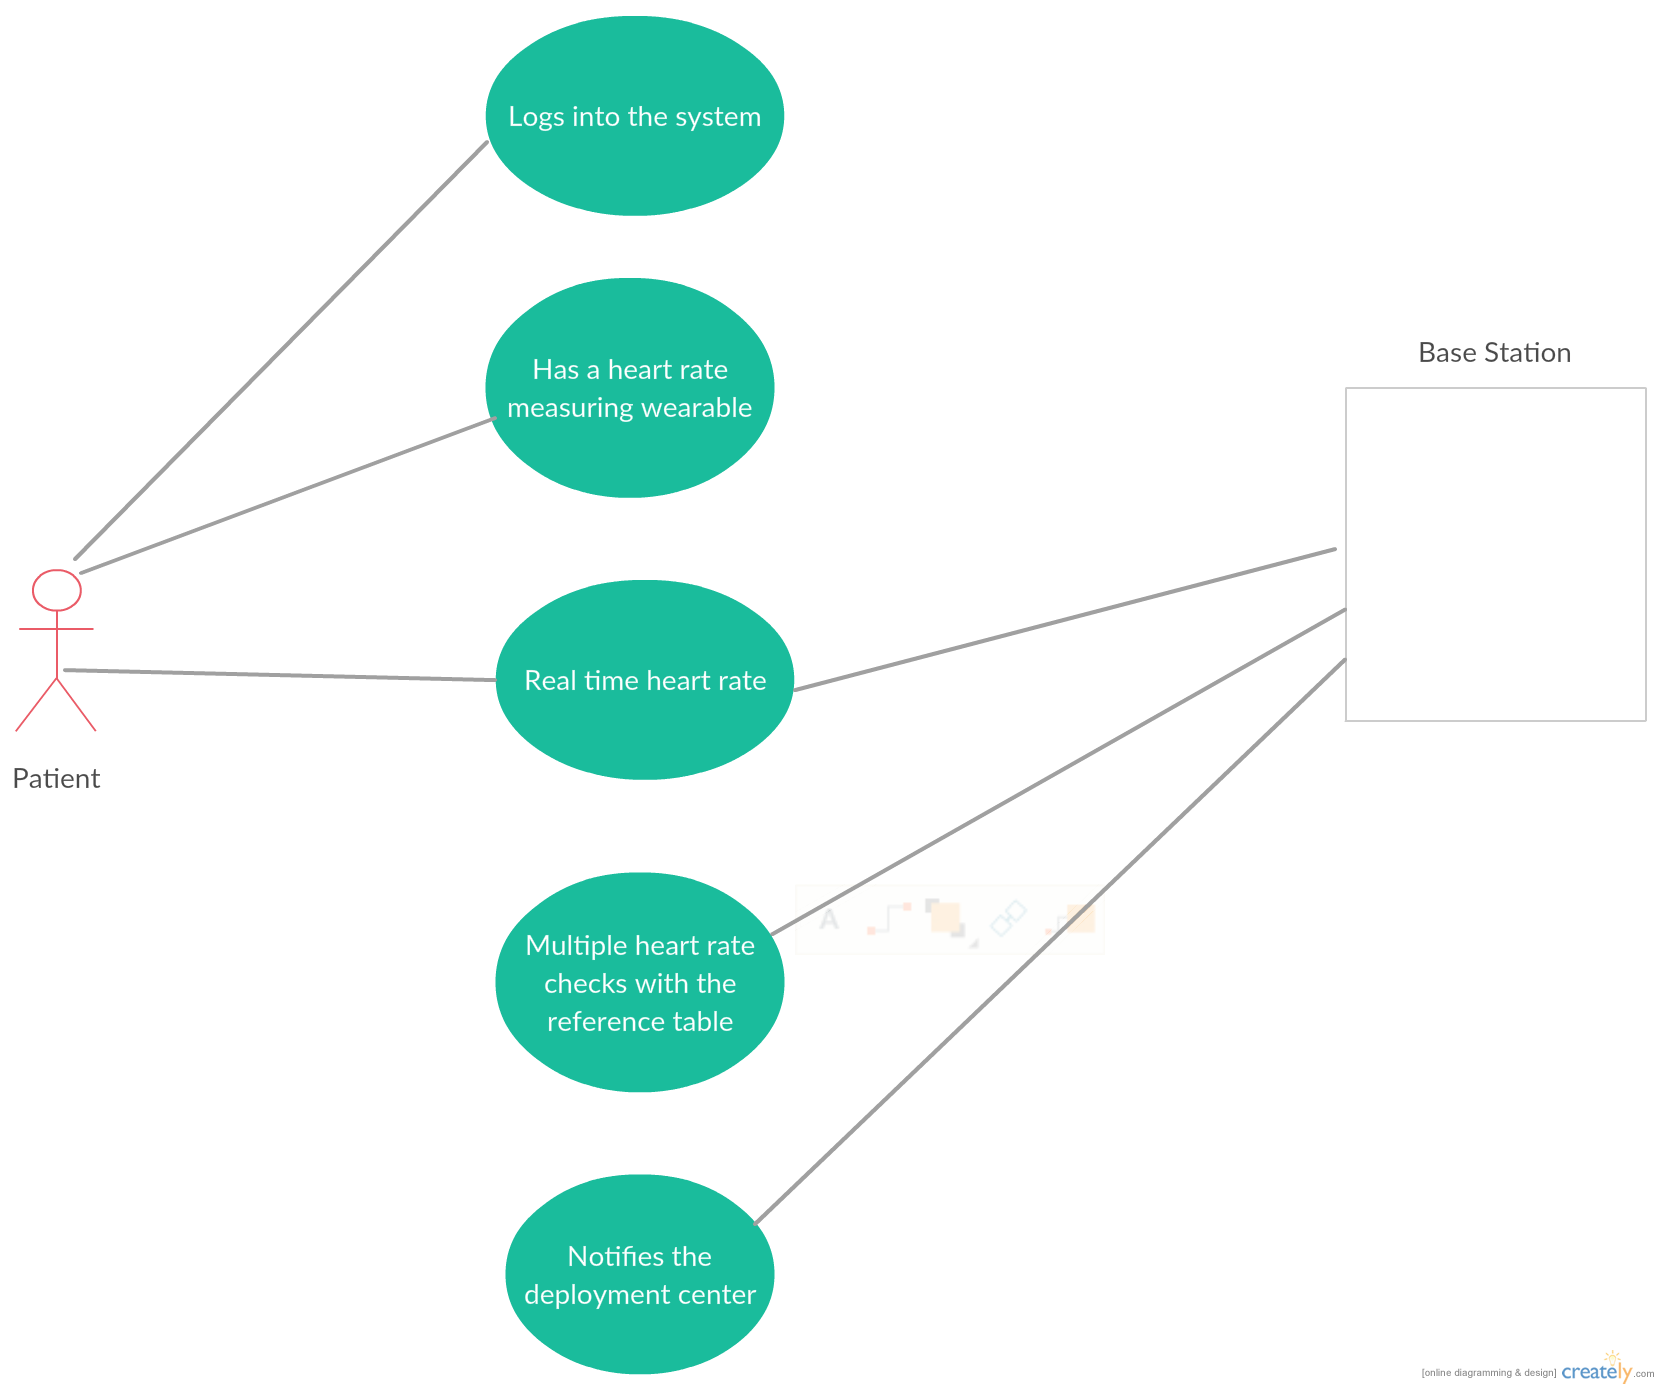 Logs into the system
Has a heart rate
measuring wearable
Base Station
Real time heart rate
Patient
A
Multiple heart rate
checks with the
reference table
Notifies the
deployment center
[online diagramming & design] creately.com